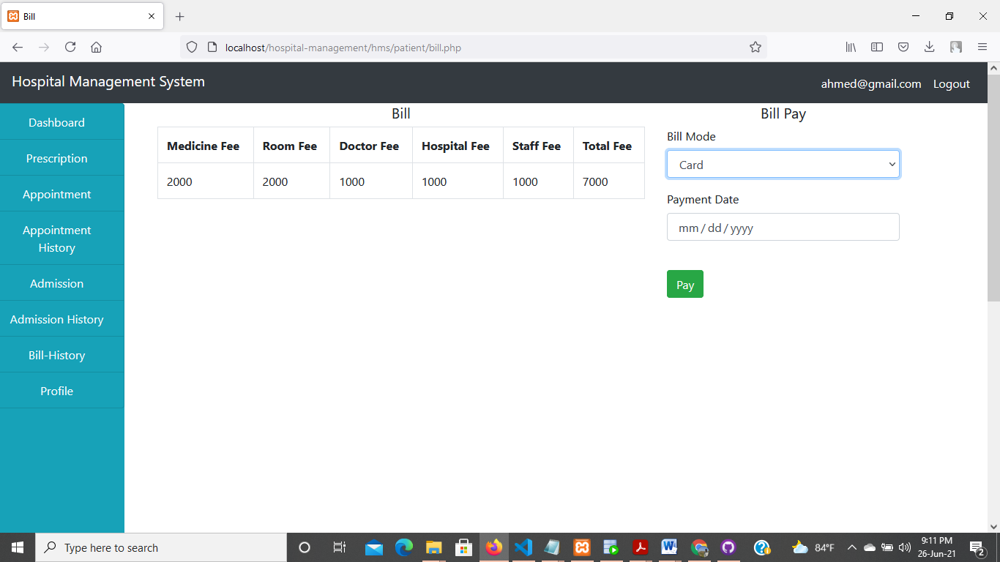 Bill
localhost/hospital-management/hms/patient/bill.php
Hospital Management System
ahmed@gmail.com Logout
Dashboard
Prescription
Appointment
Appointment
History
Admission
Admission History
Bill-History
Profile
Bill
Medicine Fee Room Fee Doctor Fee Hospital Fee Staff Fee Total Fee
2000 2000 1000 1000 1000 7000
Bill Pay
Bill Mode
Card
Payment Date
mm / dd / yyyy
Pay
Type here to search
84°F
9:11 PM
26-Jun-21
2